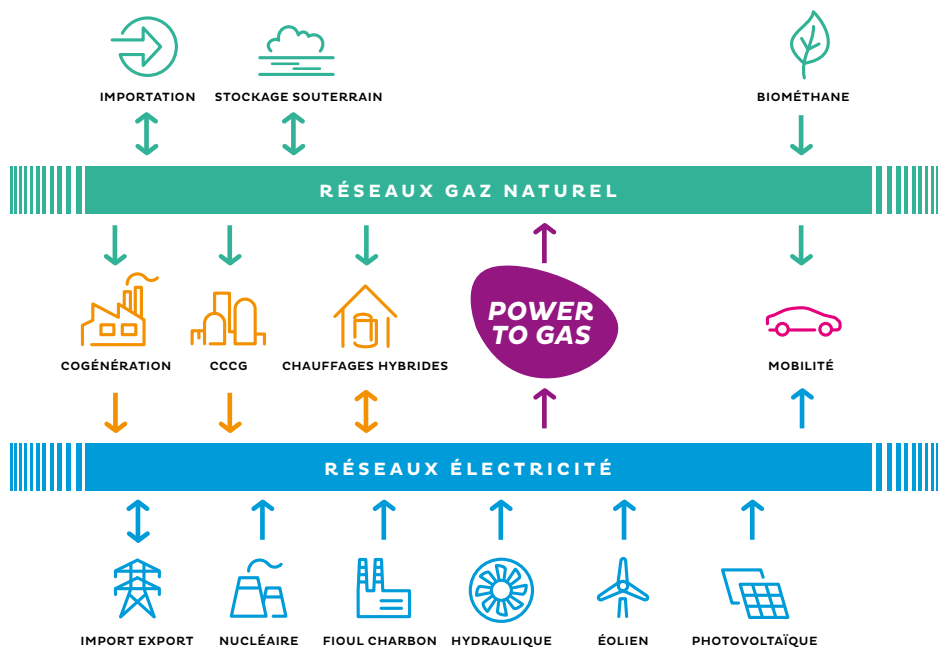 IMPORTATION
STOCKAGE SOUTERRAIN
BIOMÉTHANE
RÉSEAUX GAZ NATUREL
POWER
TO GAS
COGÉNÉRATION
CCCG
CHAUFFAGES HYBRIDES
MOBILITÉ
RÉSEAUX ÉLECTRICITÉ
IMPORT EXPORT
NUCLÉAIRE
FIOUL CHARBON
HYDRAULIQUE
ÉOLIEN
PHOTOVOLTAÏQUE